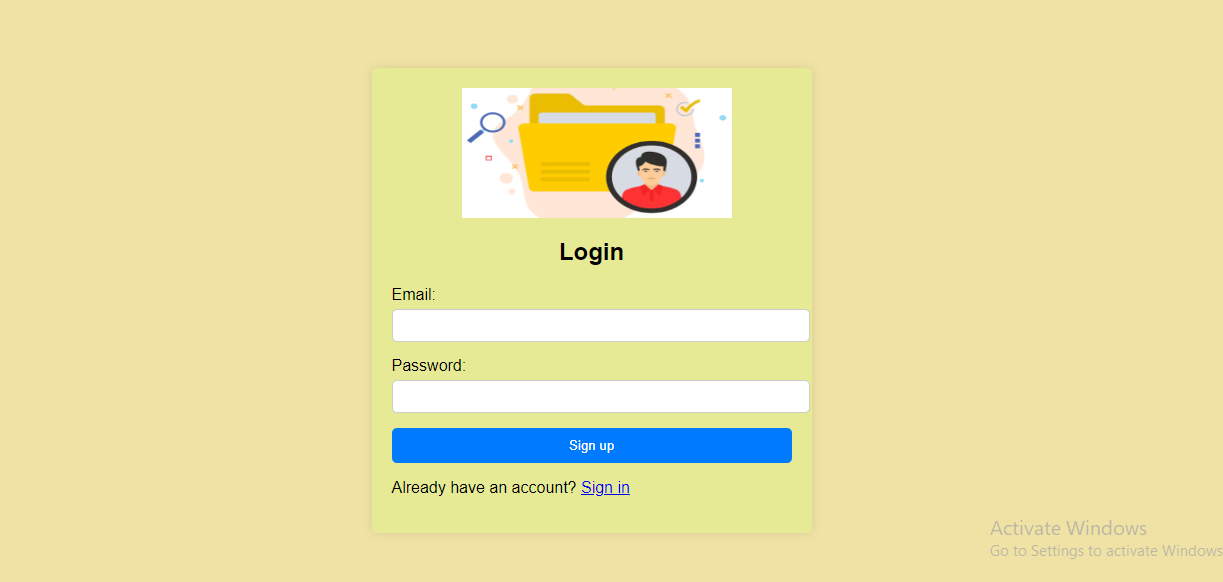 Login
Email:
Password:
Sign up
Already have an account? Sign in
Activate Windows
Go to Settings to activate Windows